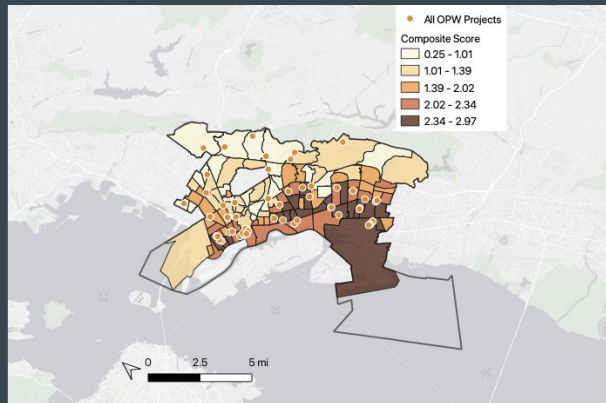 All OPW Projects
Composite Score
0.25 - 1.01
1.01 - 1.39
1.39 - 2.02
2.02 - 2.34
2.34 - 2.97
0 2.5 5 mi